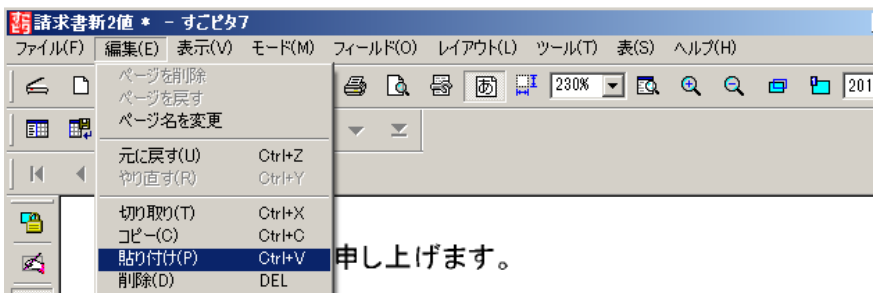 請求書新2値 * - すごピタ7
ファイル(F) 編集(E) 表示(V) モード(M) フィールド(O) レイアウト(L) ツール(T) 表(S) ヘルプ(H)
ページを削除
ページを戻す
ページ名を変更
あ 230% 201
元に戻す(U) Ctrl+Z
やり直す(R) Ctrl+Y
切り取り(T) Ctrl+X
コピー(C) Ctrl+C
貼り付け(P) Ctrl+V
削除(D) DEL
申し上げます。